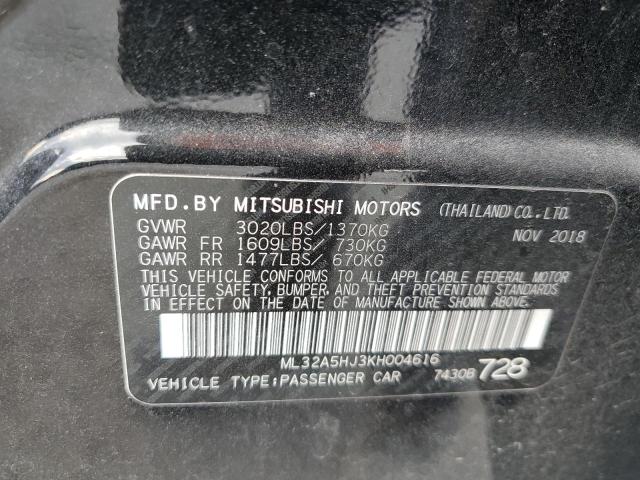 MFD.BY MITSUBISHI MOTORS (THAILAND)CO.,LTD.
GVWR 3020LBS/1370KG NOV 2018
GAWR FR 1609LBS/ 730KG
GAWR RR 1477LBS/ 670KG
THIS VEHICLE CONFORMS TO ALL APPLICABLE FEDERAL MOTOR
VEHICLE SAFETY, BUMPER, AND THEFT PREVENTION STANDARDS
IN EFFECT ON THE DATE OF MANUFACTURE SHOWN ABOVE.
ML32A5HJ3KH004616
VEHICLE TYPE:PASSENGER CAR 7430B 728